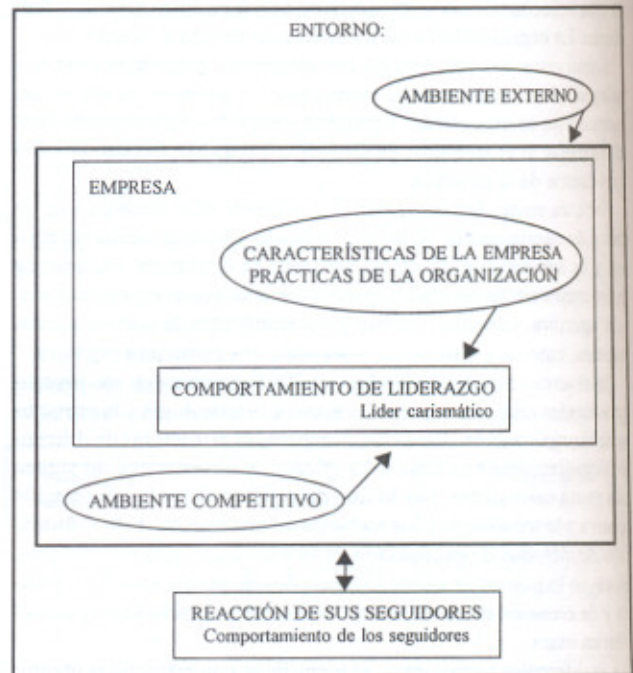 ENTORNO:
AMBIENTE EXTERNO
EMPRESA
CARACTERÍSTICAS DE LA EMPRESA
PRÁCTICAS DE LA ORGANIZACIÓN
COMPORTAMIENTO DE LIDERAZGO
Líder carismático
AMBIENTE COMPETITIVO
REACCIÓN DE SUS SEGUIDORES
Comportamiento de los seguidores